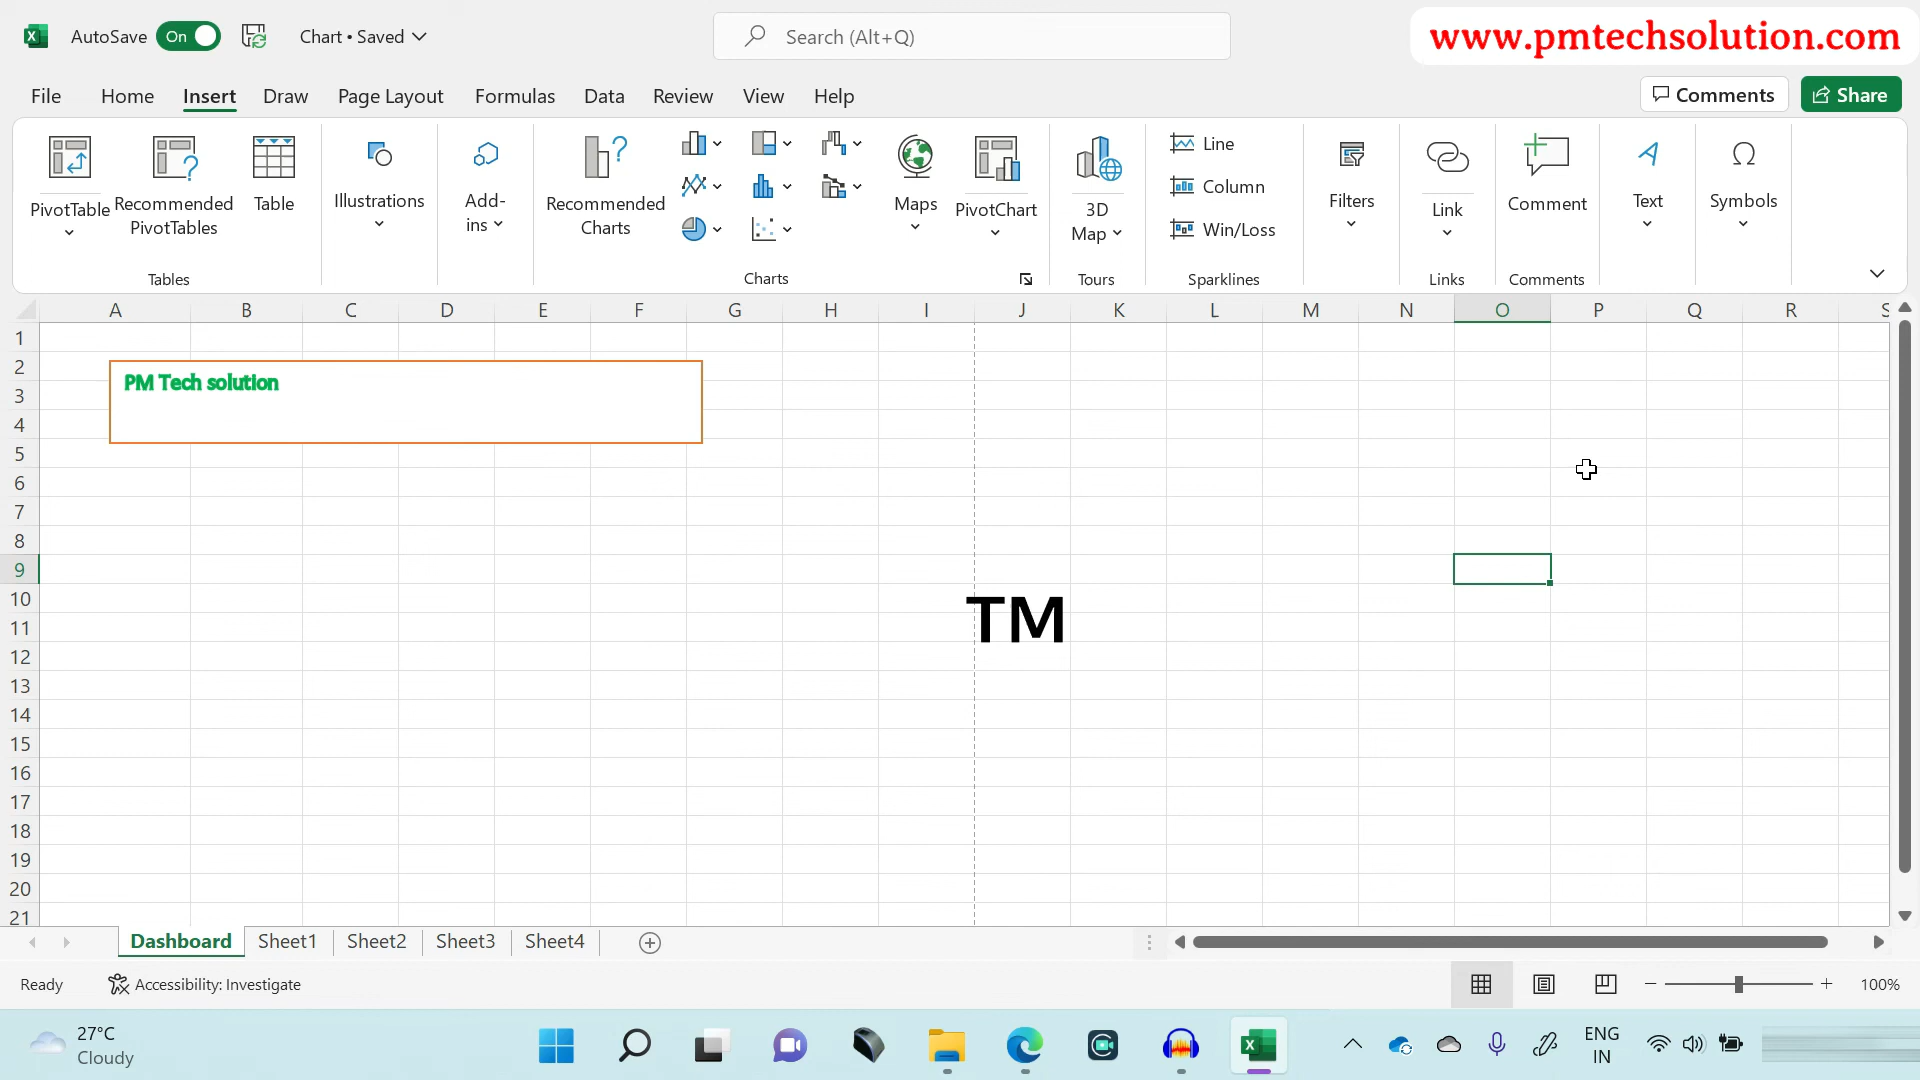 AutoSave On Chart • Saved Search (Alt+Q) www.pmtechsolution.com
File Home Insert Draw Page Layout Formulas Data Review View Help Comments Share
PivotTable
Recommended
PivotTables
Table
Tables
Illustrations
Add-
ins
Recommended
Charts
Maps
PivotChart
Charts
3D
Map
Tours
Line
Column
Win/Loss
Sparklines
Filters
Link
Links
Comment
Comments
Text
Symbols
A B C D E F G H I J K L M N O P Q R S
1
2
3
4
5
6
7
8
9
10
11
12
13
14
15
16
17
18
19
20
21
PM Tech solution
TM
Dashboard Sheet1 Sheet2 Sheet3 Sheet4
Ready Accessibility: Investigate 100%
27°C
Cloudy
ENG
IN